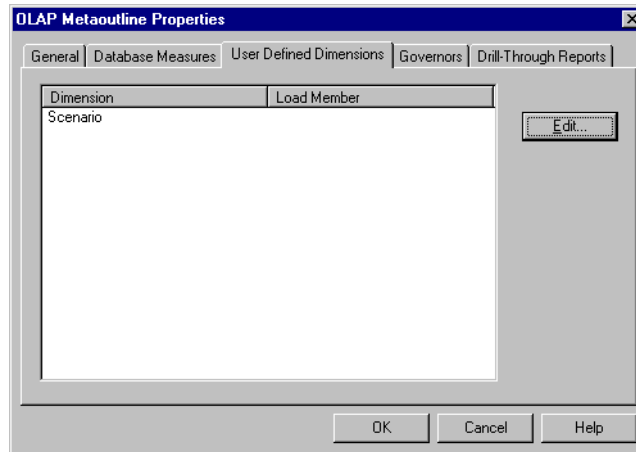 OLAP Metaoutline Properties
General Database Measures User Defined Dimensions Governors Drill-Through Reports
Dimension Load Member
Scenario
Edit...
OK Cancel Help